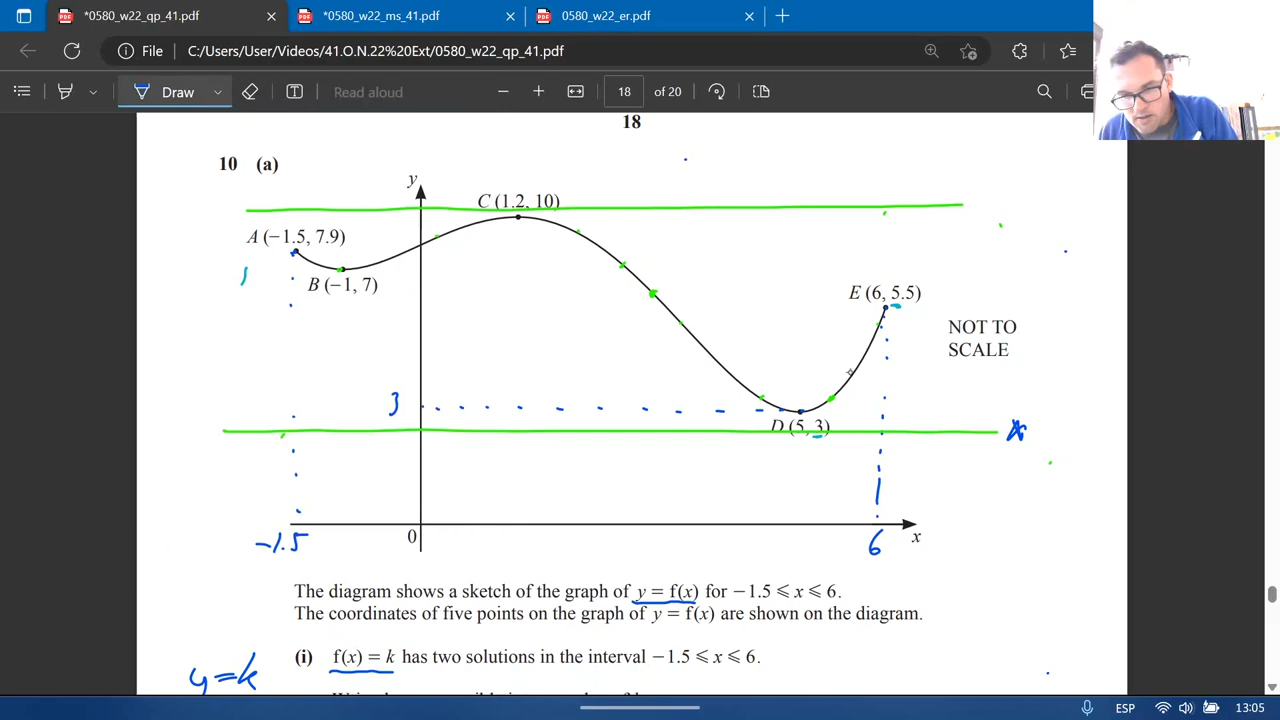 *0580_w22_qp_41.pdf
*0580_w22_ms_41.pdf
0580_w22_er.pdf
File
C:/Users/User/Videos/41.O.N.22%20Ext/0580_w22_qp_41.pdf
Draw
Read aloud
18
of 20
18
10 (a)
y
C (1.2, 10)
A (−1.5, 7.9)
B (−1, 7)
E (6, 5.5)
NOT TO
SCALE
3
D (5, 3)
0
x
-1.5
6
The diagram shows a sketch of the graph of y = f(x) for −1.5 ⩽ x ⩽ 6.
The coordinates of five points on the graph of y = f(x) are shown on the diagram.
(i) f(x) = k has two solutions in the interval −1.5 ⩽ x ⩽ 6.
y=k
ESP
13:05